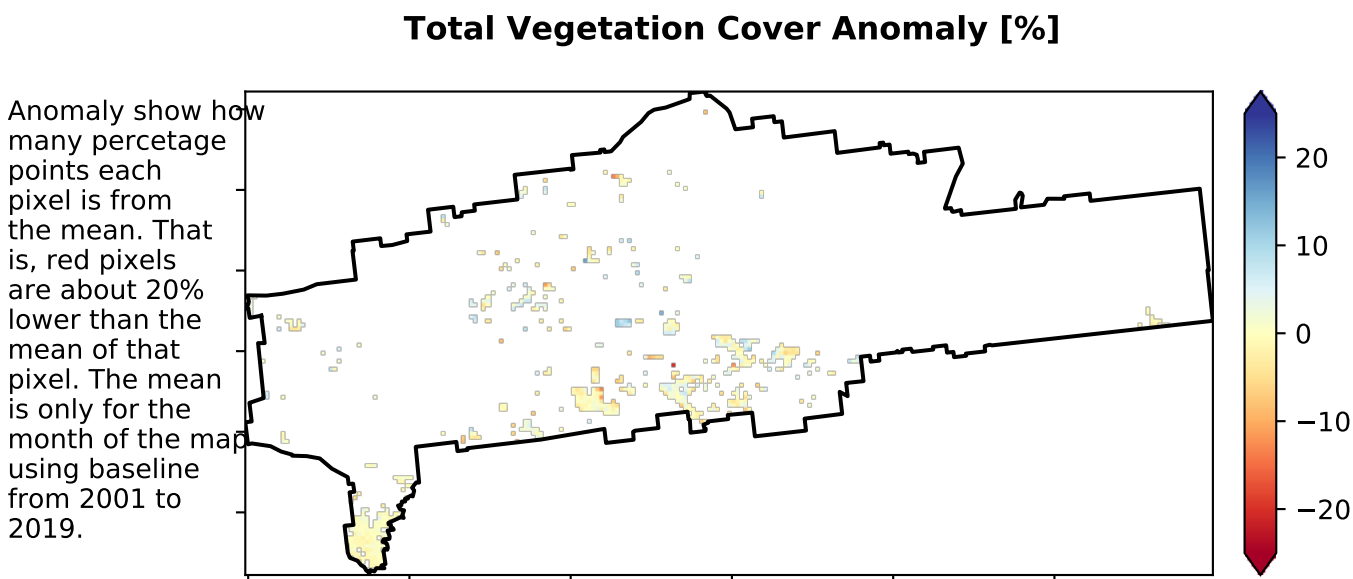 Total Vegetation Cover Anomaly [%]
Anomaly show how
many percetage
points each
pixel is from
the mean. That
is, red pixels
are about 20%
lower than the
mean of that
pixel. The mean
is only for the
month of the map
using baseline
from 2001 to
2019.
20
10
0
−10
−20